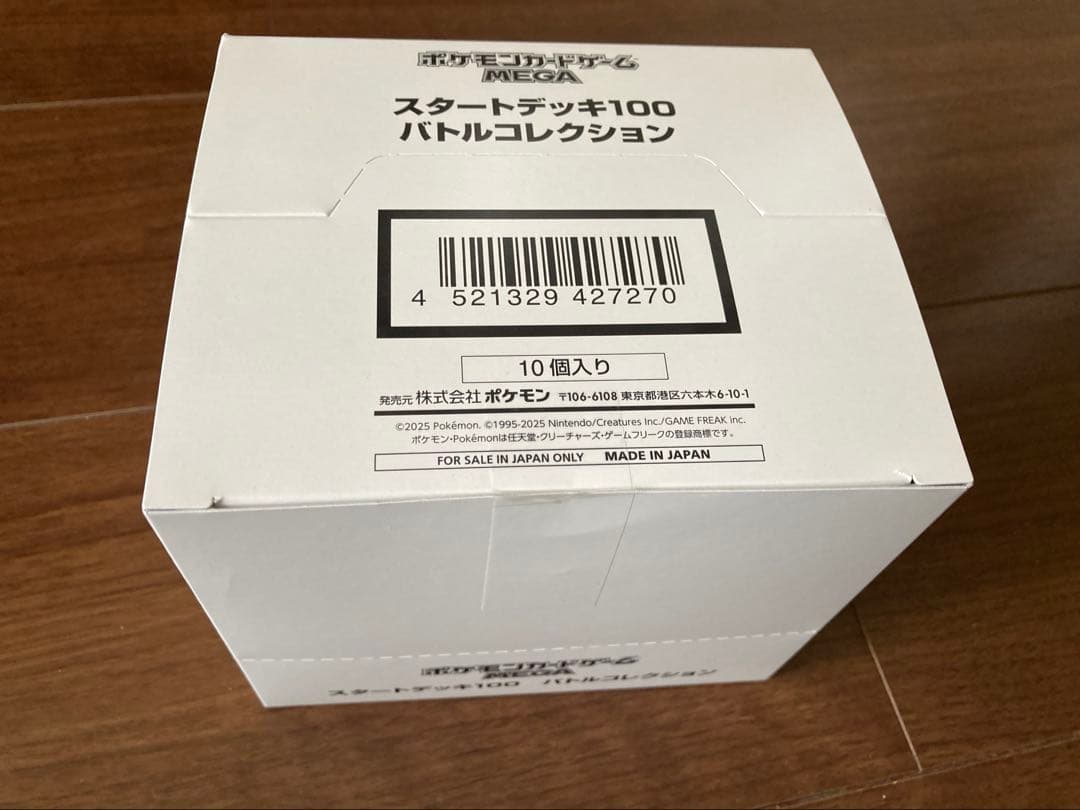 ポケモンカードゲーム
MEGA
スタートデッキ100
バトルコレクション
4 521329 427270
10個入り
発売元 株式会社ポケモン 〒106-6108 東京都港区六本木6-10-1
©2025 Pokémon. ©1995-2025 Nintendo/Creatures Inc./GAME FREAK inc.
ポケモン・Pokémonは任天堂・クリーチャーズ・ゲームフリークの登録商標です。
FOR SALE IN JAPAN ONLY MADE IN JAPAN
ポケモンカードゲーム
MEGA
スタートデッキ100 バトルコレクション